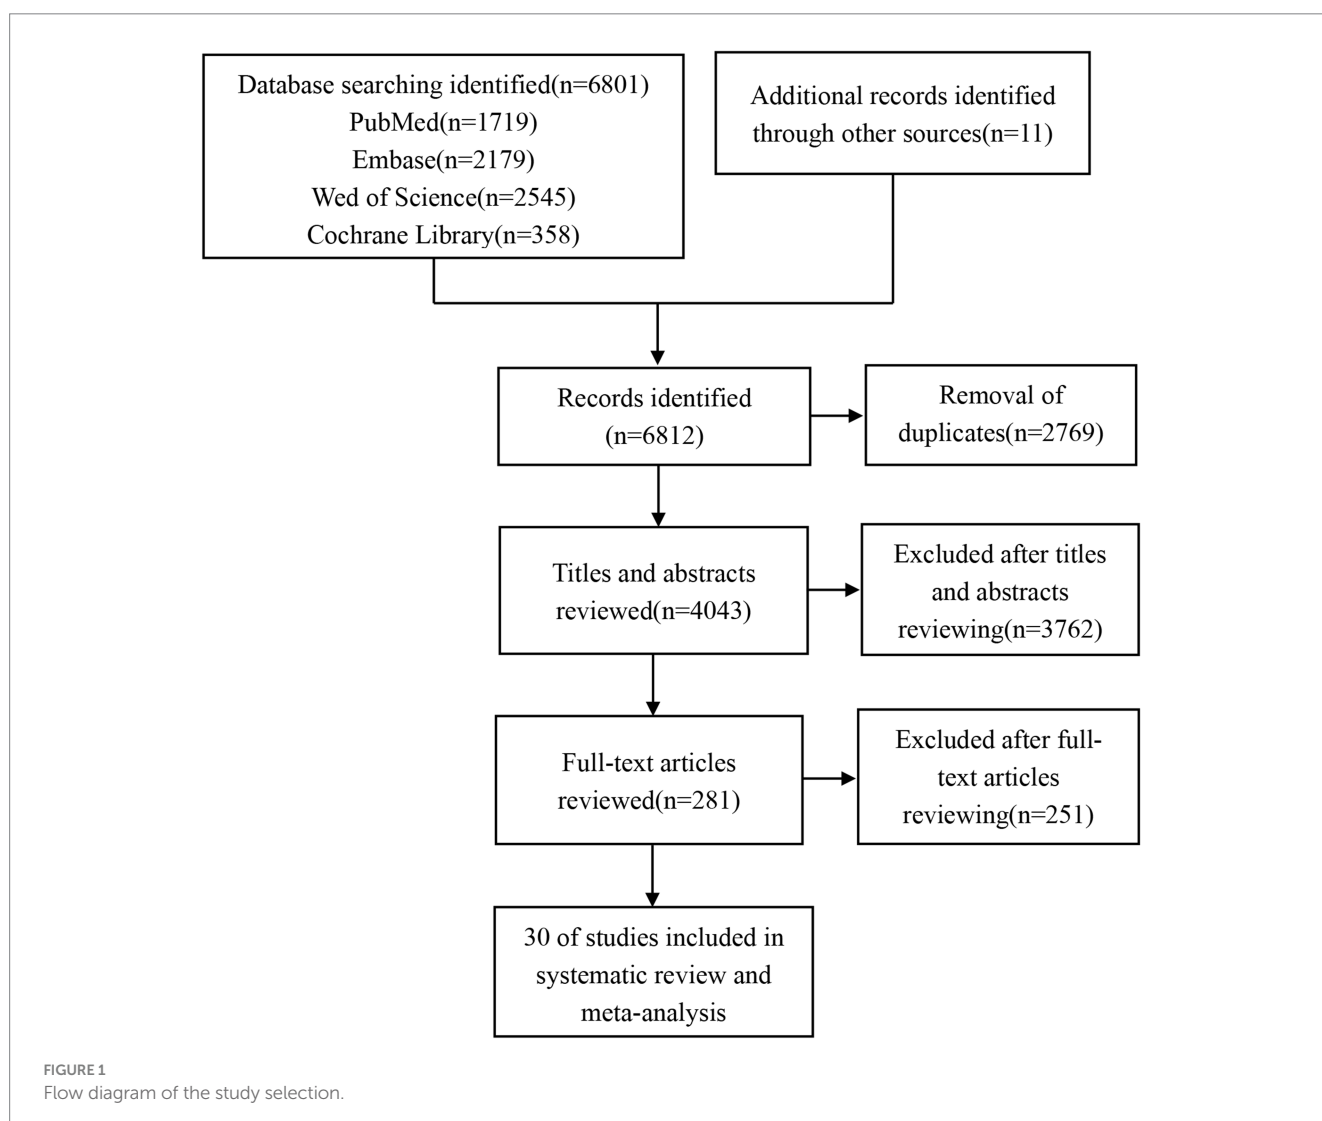 Database searching identified(n=6801)
PubMed(n=1719)
Embase(n=2179)
Wed of Science(n=2545)
Cochrane Library(n=358)
Additional records identified
through other sources(n=11)
Records identified
(n=6812)
Removal of
duplicates(n=2769)
Titles and abstracts
reviewed(n=4043)
Excluded after titles
and abstracts
reviewing(n=3762)
Full-text articles
reviewed(n=281)
Excluded after full-
text articles
reviewing(n=251)
30 of studies included in
systematic review and
meta-analysis
FIGURE 1
Flow diagram of the study selection.